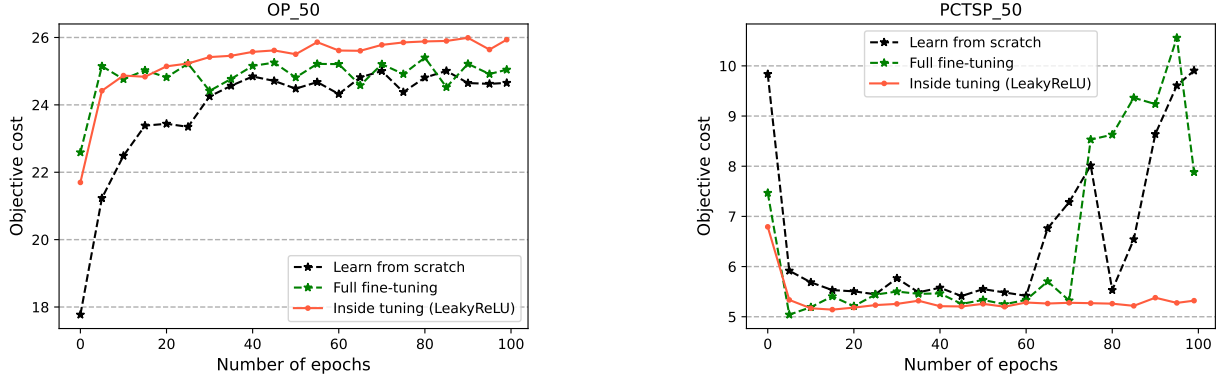 OP_50
Objective cost
26
24
22
20
18
Learn from scratch
Full fine-tuning
Inside tuning (LeakyReLU)
0
20
40
60
80
100
Number of epochs
PCTSP_50
Objective cost
10
9
8
7
6
5
Learn from scratch
Full fine-tuning
Inside tuning (LeakyReLU)
0
20
40
60
80
100
Number of epochs